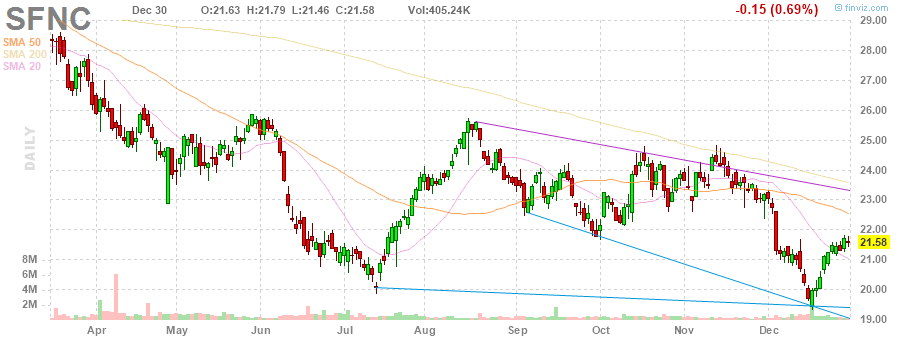 SFNC Dec 30 O:21.63 H:21.79 L:21.46 C:21.58 Vol:405.24K -0.15 (0.69%) @ finviz.com
SMA 50
SMA 200
SMA 20
DAILY
29.00
28.00
27.00
26.00
25.00
24.00
23.00
22.00
21.58
21.00
20.00
19.00
8M
6M
4M
2M
Apr May Jun Jul Aug Sep Oct Nov Dec